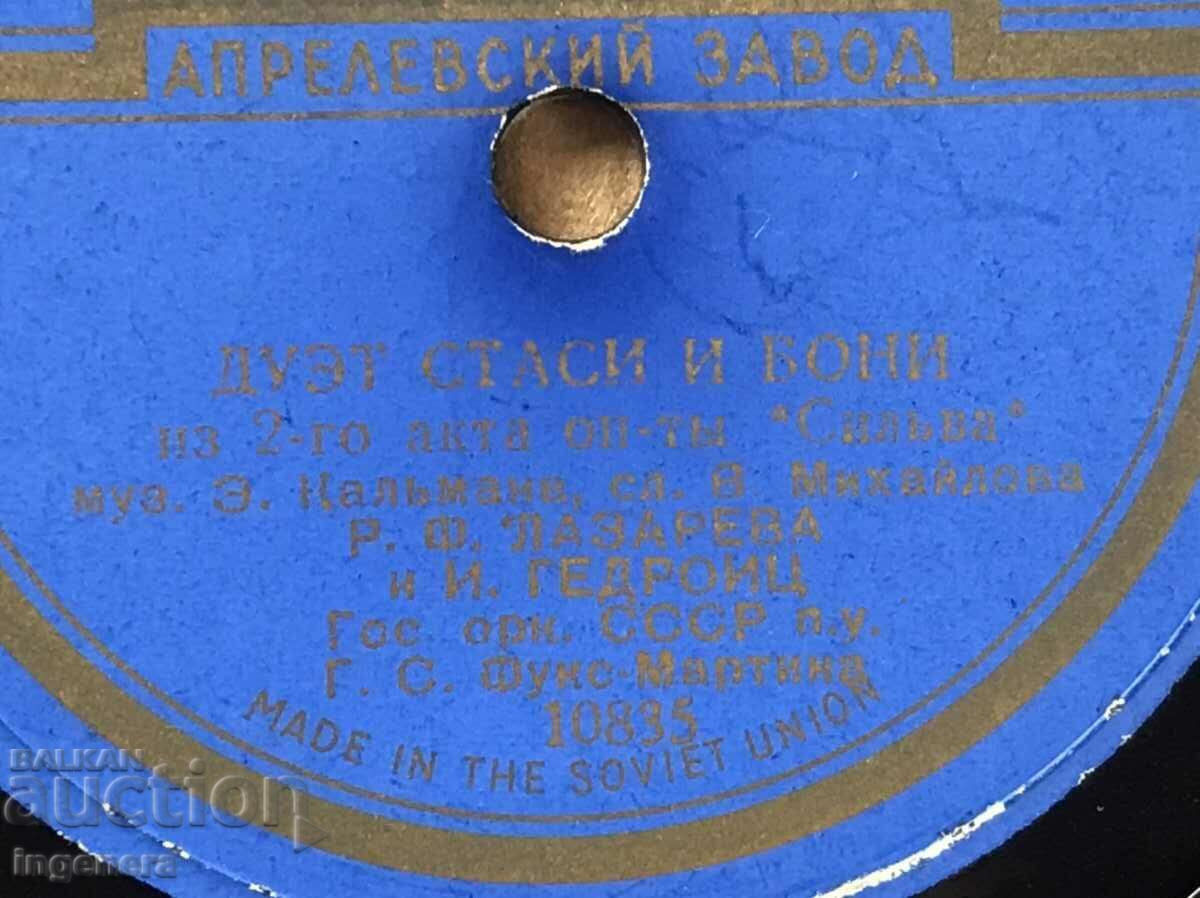 АПРЕЛЕВСКИЙ ЗАВОД
ДУЭТ СТАСИ И БОНИ
из 2-го акта оп-ты "Сильва"
муз. Э. Кальмана, сл. В. Михайлова
Р. Ф. ЛАЗАРЕВА
и И. ГЕДРОИЦ
Гос. орк. СССР п.у.
Г. С. Фукс-Мартина
10835
MADE IN THE SOVIET UNION
BALKAN
auction
ingenera